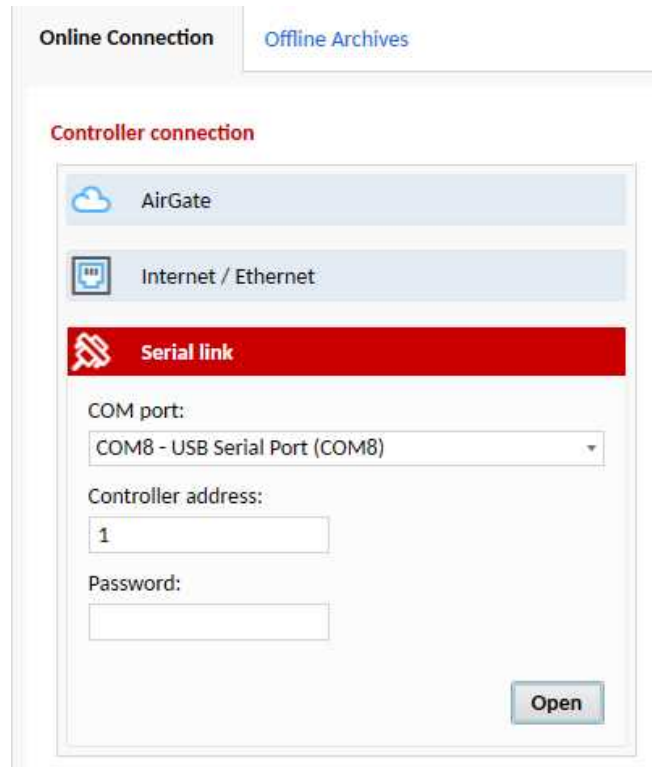 Online Connection
Offline Archives
Controller connection
AirGate
Internet / Ethernet
Serial link
COM port:
COM8 - USB Serial Port (COM8)
Controller address:
1
Password:
Open